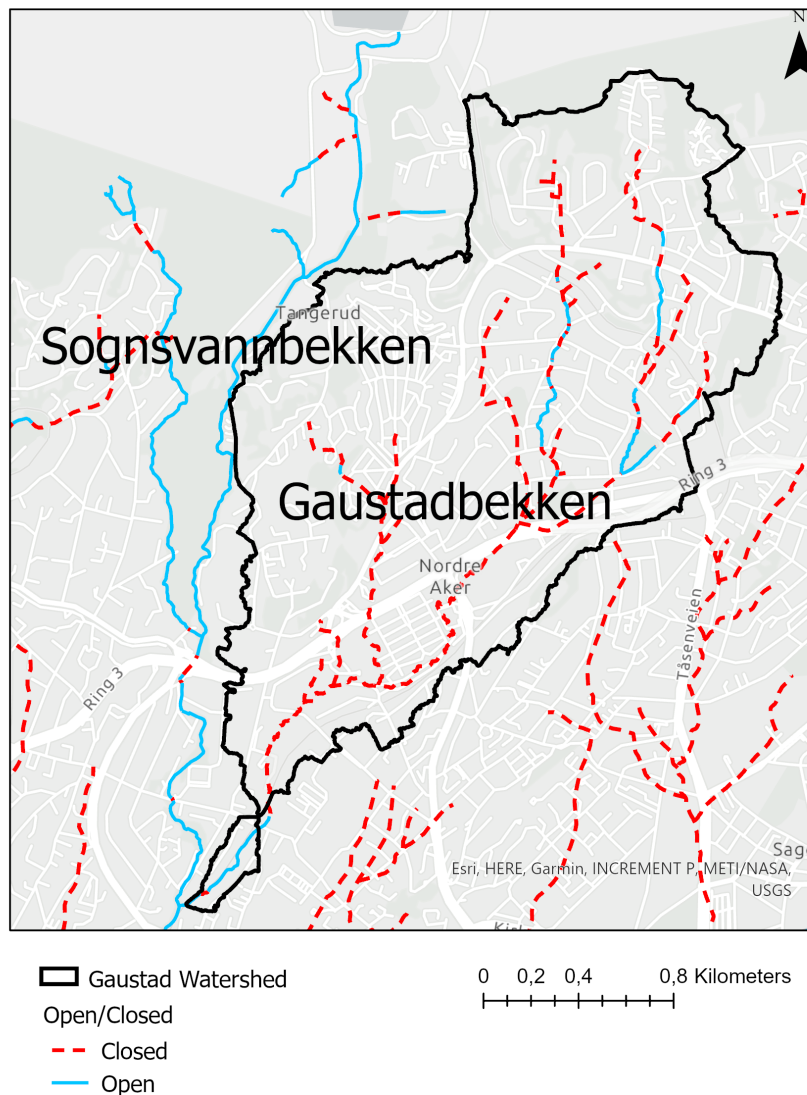 N
Tangerud
Sognsvannbekken
Gaustadbekken
Ring 3
Nordre
Aker
Tåsenveien
Ring 3
Sage
Esri, HERE, Garmin, INCREMENT P, METI/NASA,
USGS
Gaustad Watershed
Open/Closed
Closed
Open
0 0,2 0,4 0,8 Kilometers